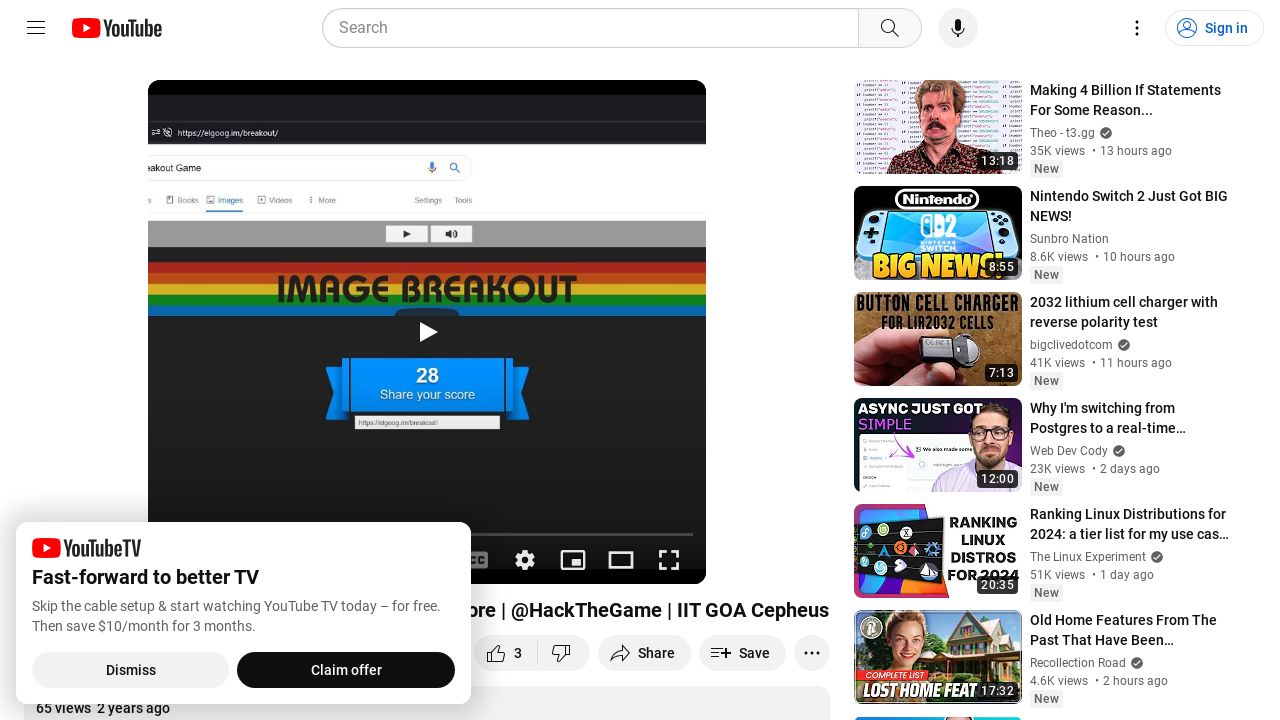 YouTube
Search
Sign in
https://elgoog.im/breakout/
eakout Game
s
Books
Images
Videos
More
Settings
Tools
IMAGE BREAKOUT
28
Share your score
https://elgoog.im/breakout/
ore | @HackTheGame | IIT GOA Cepheus
3
Share
Save
65 views 2 years ago
YouTubeTV
Fast-forward to better TV
Skip the cable setup & start watching YouTube TV today – for free.
Then save $10/month for 3 months.
Dismiss
Claim offer
13:18
Making 4 Billion If Statements
For Some Reason...
Theo - t3․gg
35K views • 13 hours ago
New
Nintendo
SWITCH
BIG NEWS!
8:55
Nintendo Switch 2 Just Got BIG
NEWS!
Sunbro Nation
8.6K views • 10 hours ago
New
BUTTON CELL CHARGER
FOR LIR2032 CELLS
7:13
2032 lithium cell charger with
reverse polarity test
bigclivedotcom
41K views • 11 hours ago
New
ASYNC JUST GOT
SIMPLE
We also made some
12:00
Why I'm switching from
Postgres to a real-time…
Web Dev Cody
23K views • 2 days ago
New
RANKING
LINUX
DISTROS
FOR 2024
20:35
Ranking Linux Distributions for
2024: a tier list for my use cas…
The Linux Experiment
51K views • 1 day ago
New
COMPLETE LIST
LOST HOME FEAT
17:32
Old Home Features From The
Past That Have Been…
Recollection Road
4.6K views • 2 hours ago
New